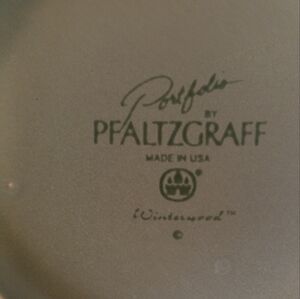 Portfolio
BY
PFALTZGRAFF
MADE IN USA
Winterwood™
©